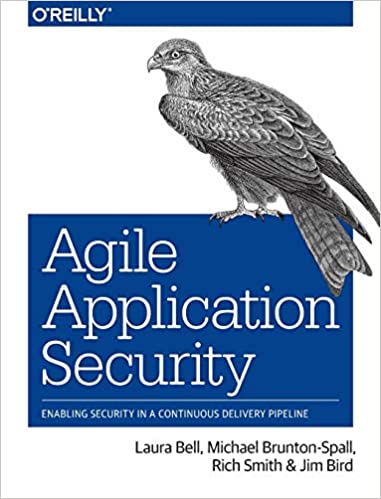 O'REILLY®
Agile
Application
Security
ENABLING SECURITY IN A CONTINUOUS DELIVERY PIPELINE
Laura Bell, Michael Brunton-Spall,
Rich Smith & Jim Bird